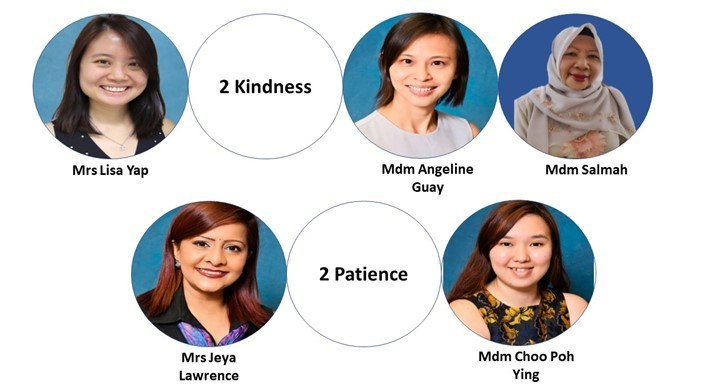 2 Kindness
Mrs Lisa Yap
Mdm Angeline
Guay
Mdm Salmah
2 Patience
Mrs Jeya
Lawrence
Mdm Choo Poh
Ying